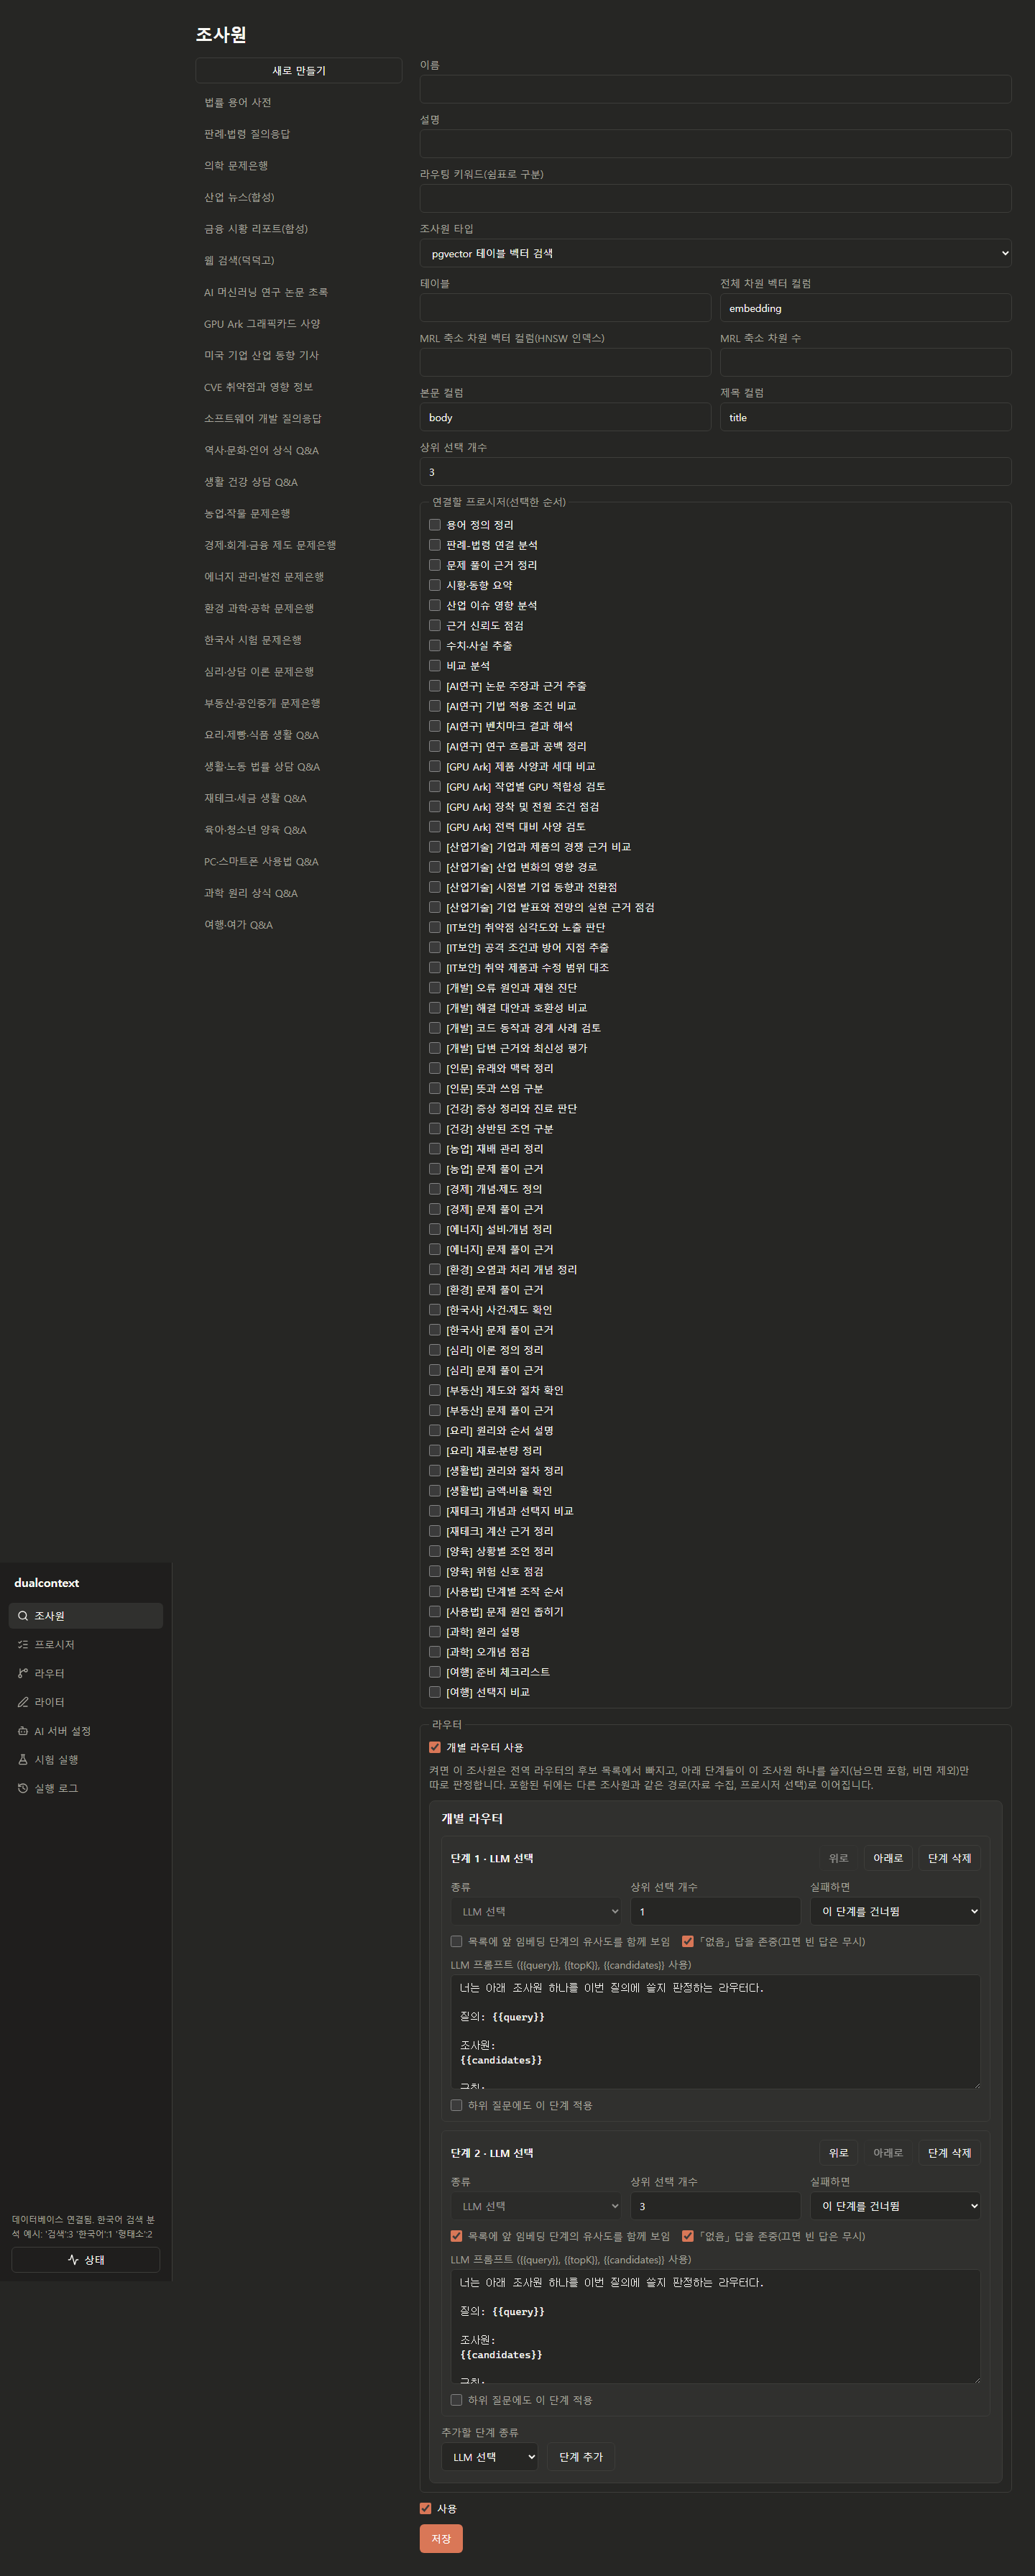 조사원
새로 만들기
법률 용어 사전
판례·법령 질의응답
의학 문제은행
산업 뉴스(합성)
금융 시황 리포트(합성)
웹 검색(덕덕고)
AI 머신러닝 연구 논문 초록
GPU Ark 그래픽카드 사양
미국 기업 산업 동향 기사
CVE 취약점과 영향 정보
소프트웨어 개발 질의응답
역사·문화·언어 상식 Q&A
생활 건강 상담 Q&A
농업·작물 문제은행
경제·회계·금융 제도 문제은행
에너지 관리·발전 문제은행
환경 과학·공학 문제은행
한국사 시험 문제은행
심리·상담 이론 문제은행
부동산·공인중개 문제은행
요리·제빵·식품 생활 Q&A
생활·노동 법률 상담 Q&A
재테크·세금 생활 Q&A
육아·청소년 양육 Q&A
PC·스마트폰 사용법 Q&A
과학 원리 상식 Q&A
여행·여가 Q&A
이름
설명
라우팅 키워드(쉼표로 구분)
조사원 타입
pgvector 테이블 벡터 검색
테이블
전체 차원 벡터 컬럼
embedding
MRL 축소 차원 벡터 컬럼(HNSW 인덱스)
MRL 축소 차원 수
본문 컬럼
제목 컬럼
body
title
상위 선택 개수
3
연결할 프로시저(선택한 순서)
용어 정의 정리
판례-법령 연결 분석
문제 풀이 근거 정리
시황·동향 요약
산업 이슈 영향 분석
근거 신뢰도 점검
수치·사실 추출
비교 분석
[AI연구] 논문 주장과 근거 추출
[AI연구] 기법 적용 조건 비교
[AI연구] 벤치마크 결과 해석
[AI연구] 연구 흐름과 공백 정리
[GPU Ark] 제품 사양과 세대 비교
[GPU Ark] 작업별 GPU 적합성 검토
[GPU Ark] 장착 및 전원 조건 점검
[GPU Ark] 전력 대비 사양 검토
[산업기술] 기업과 제품의 경쟁 근거 비교
[산업기술] 산업 변화의 영향 경로
[산업기술] 시점별 기업 동향과 전환점
[산업기술] 기업 발표와 전망의 실현 근거 점검
[IT보안] 취약점 심각도와 노출 판단
[IT보안] 공격 조건과 방어 지점 추출
[IT보안] 취약 제품과 수정 범위 대조
[개발] 오류 원인과 재현 진단
[개발] 해결 대안과 호환성 비교
[개발] 코드 동작과 경계 사례 검토
[개발] 답변 근거와 최신성 평가
[인문] 유래와 맥락 정리
[인문] 뜻과 쓰임 구분
[건강] 증상 정리와 진료 판단
[건강] 상반된 조언 구분
[농업] 재배 관리 정리
[농업] 문제 풀이 근거
[경제] 개념·제도 정의
[경제] 문제 풀이 근거
[에너지] 설비·개념 정리
[에너지] 문제 풀이 근거
[환경] 오염과 처리 개념 정리
[환경] 문제 풀이 근거
[한국사] 사건·제도 확인
[한국사] 문제 풀이 근거
[심리] 이론 정의 정리
[심리] 문제 풀이 근거
[부동산] 제도와 절차 확인
[부동산] 문제 풀이 근거
[요리] 원리와 순서 설명
[요리] 재료·분량 정리
[생활법] 권리와 절차 정리
[생활법] 금액·비율 확인
[재테크] 개념과 선택지 비교
[재테크] 계산 근거 정리
[양육] 상황별 조언 정리
[양육] 위험 신호 점검
[사용법] 단계별 조작 순서
[사용법] 문제 원인 좁히기
[과학] 원리 설명
[과학] 오개념 점검
[여행] 준비 체크리스트
[여행] 선택지 비교
dualcontext
조사원
프로시저
라우터
라이터
AI 서버 설정
시험 실행
실행 로그
데이터베이스 연결됨. 한국어 검색 분
석 예시: '검색':3 '한국어':1 '형태소':2
상태
라우터
개별 라우터 사용
켜면 이 조사원은 전역 라우터의 후보 목록에서 빠지고, 아래 단계들이 이 조사원 하나를 쓸지(남으면 포함, 비면 제외)만
따로 판정합니다. 포함된 뒤에는 다른 조사원과 같은 경로(자료 수집, 프로시저 선택)로 이어집니다.
개별 라우터
단계 1 · LLM 선택
위로
아래로
단계 삭제
종류
상위 선택 개수
실패하면
LLM 선택
1
이 단계를 건너뜀
목록에 앞 임베딩 단계의 유사도를 함께 보임
「없음」 답을 존중(끄면 빈 답은 무시)
LLM 프롬프트 ({{query}}, {{topK}}, {{candidates}} 사용)
너는 아래 조사원 하나를 이번 질의에 쓸지 판정하는 라우터다.
질의: {{query}}
조사원:
{{candidates}}
규칙:
하위 질문에도 이 단계 적용
단계 2 · LLM 선택
위로
아래로
단계 삭제
종류
상위 선택 개수
실패하면
LLM 선택
3
이 단계를 건너뜀
목록에 앞 임베딩 단계의 유사도를 함께 보임
「없음」 답을 존중(끄면 빈 답은 무시)
LLM 프롬프트 ({{query}}, {{topK}}, {{candidates}} 사용)
너는 아래 조사원 하나를 이번 질의에 쓸지 판정하는 라우터다.
질의: {{query}}
조사원:
{{candidates}}
규칙:
하위 질문에도 이 단계 적용
추가할 단계 종류
LLM 선택
단계 추가
사용
저장